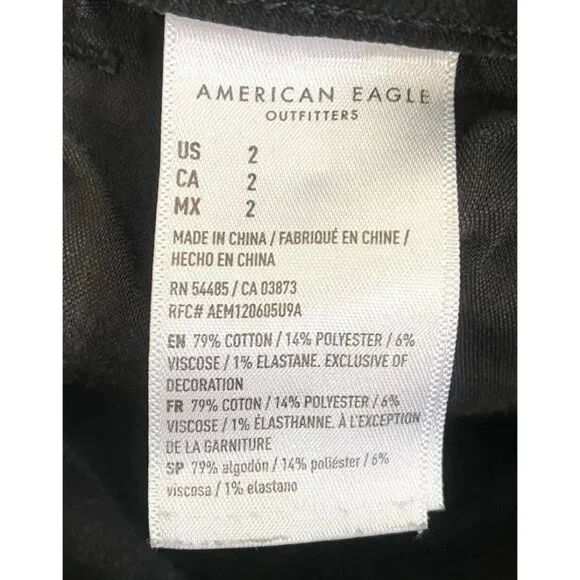 AMERICAN EAGLE
OUTFITTERS
US 2
CA 2
MX 2
MADE IN CHINA / FABRIQUÉ EN CHINE /
HECHO EN CHINA
RN 54485 / CA 03873
RFC# AEM120605U9A
EN 79% COTTON / 14% POLYESTER / 6%
VISCOSE / 1% ELASTANE. EXCLUSIVE OF
DECORATION
FR 79% COTON / 14% POLYESTER / 6%
VISCOSE / 1% ÉLASTHANNE. À L'EXCEPTION
DE LA GARNITURE
SP 79% algodón / 14% poliéster / 6%
viscosa / 1% elastano